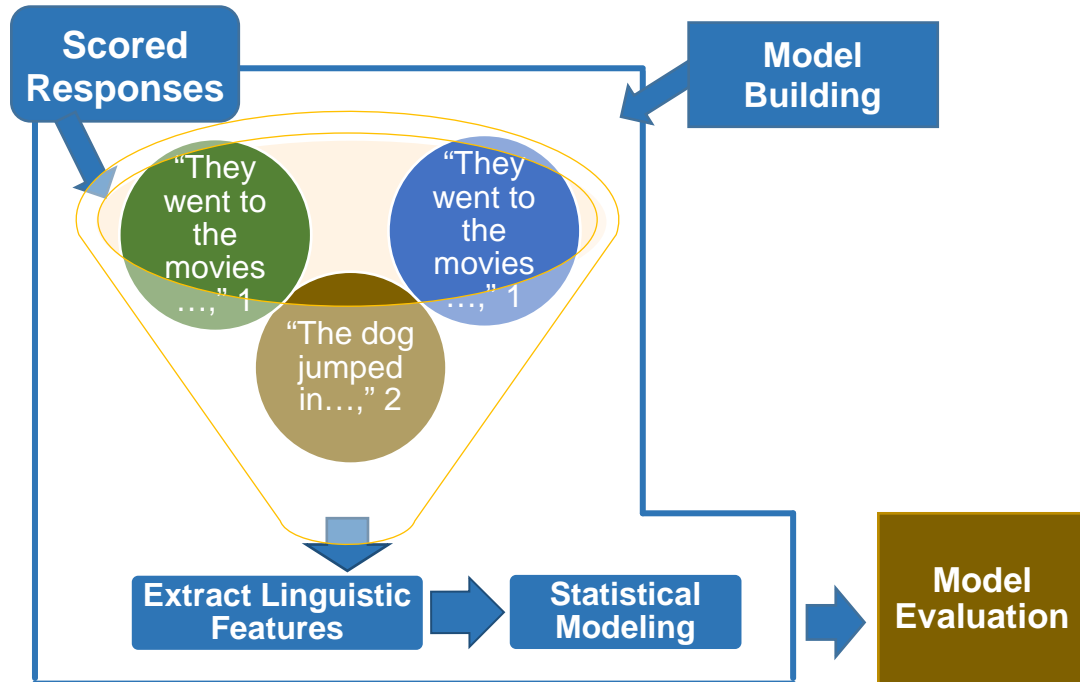 Scored
Responses
Model
Building
“They
went to
the
movies
…,” 1
“They
went to
the
movies
…,” 1
“The dog
jumped
in…,” 2
Extract Linguistic
Features
Statistical
Modeling
Model
Evaluation